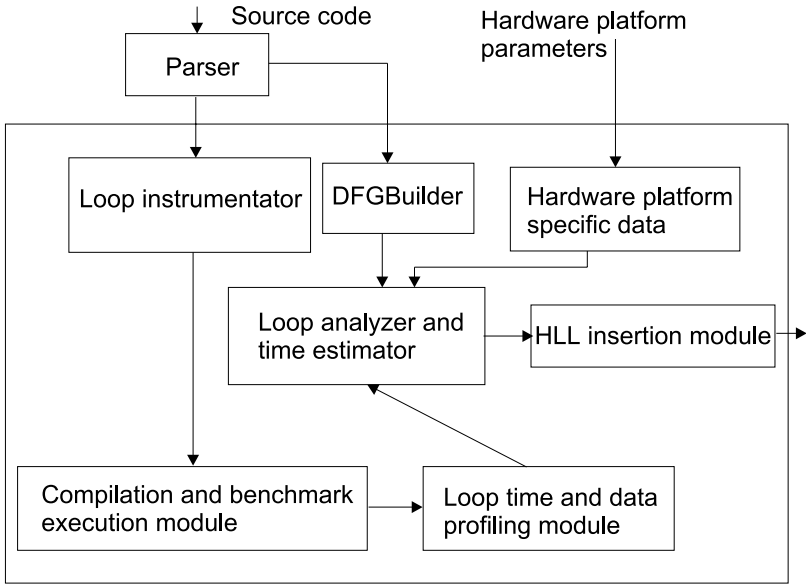 Source code
Hardware platform
parameters
Parser
Loop instrumentator
DFGBuilder
Hardware platform
specific data
Loop analyzer and
time estimator
HLL insertion module
Compilation and benchmark
execution module
Loop time and data
profiling module